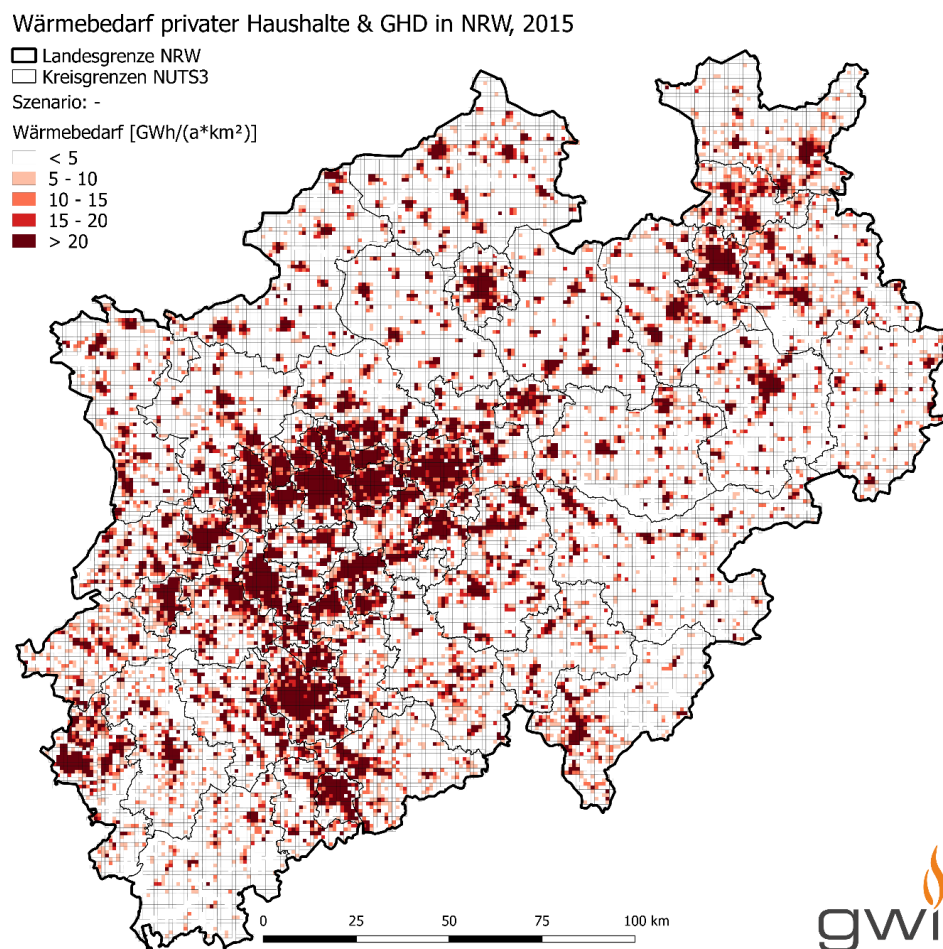 Wärmebedarf privater Haushalte & GHD in NRW, 2015
Landesgrenze NRW
Kreisgrenzen NUTS3
Szenario: -
Wärmebedarf [GWh/(a*km²)]
< 5
5 - 10
10 - 15
15 - 20
> 20
0 25 50 75 100 km
gwi